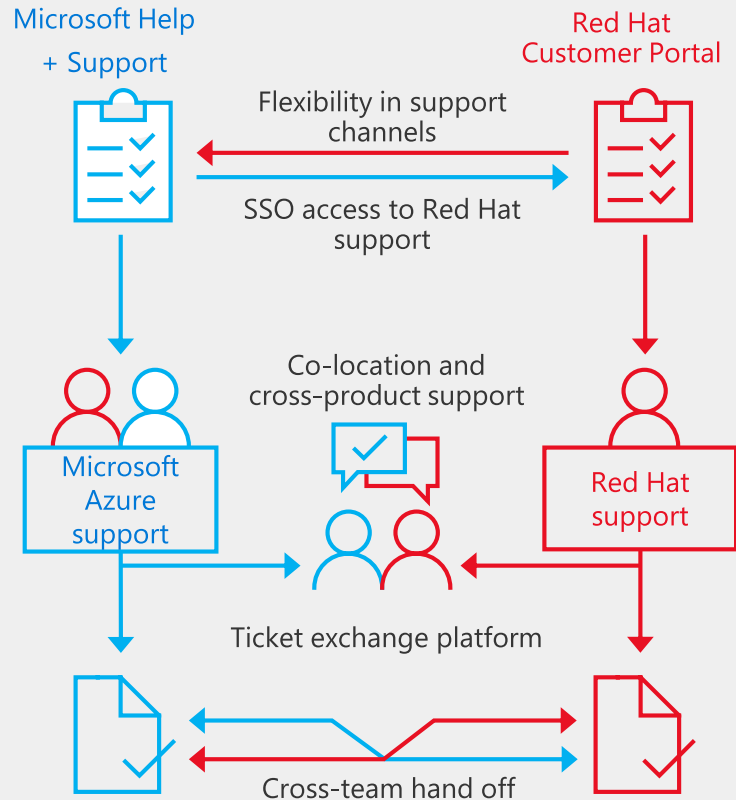 Microsoft Help
+ Support
Red Hat
Customer Portal
Flexibility in support
channels
SSO access to Red Hat
support
Co-location and
cross-product support
Microsoft
Azure
support
Red Hat
support
Ticket exchange platform
Cross-team hand off